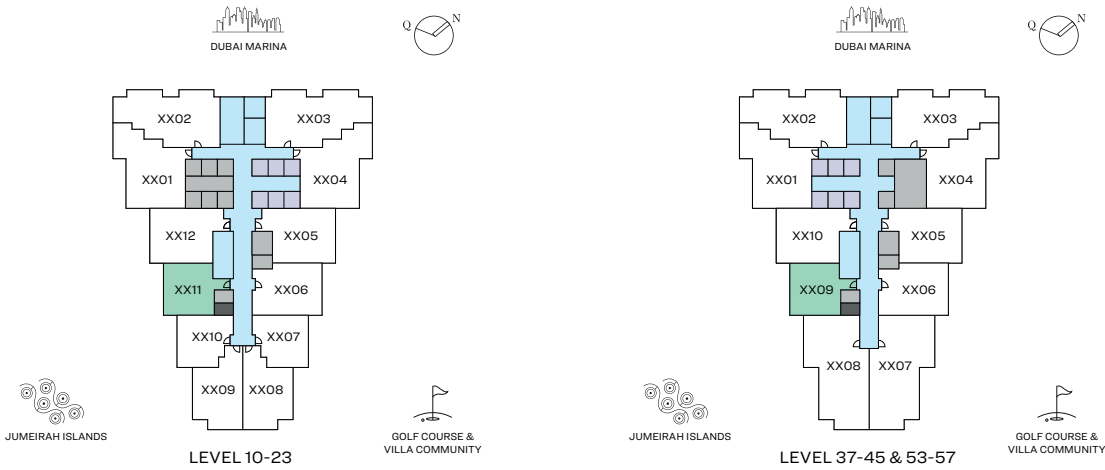 Q N
DUBAI MARINA
XX02 XX03
XX01 XX04
XX12 XX05
XX11 XX06
XX10 XX07
XX09 XX08
JUMEIRAH ISLANDS
GOLF COURSE &
VILLA COMMUNITY
LEVEL 10-23
Q N
DUBAI MARINA
XX02 XX03
XX01 XX04
XX10 XX05
XX09 XX06
XX08 XX07
JUMEIRAH ISLANDS
GOLF COURSE &
VILLA COMMUNITY
LEVEL 37-45 & 53-57